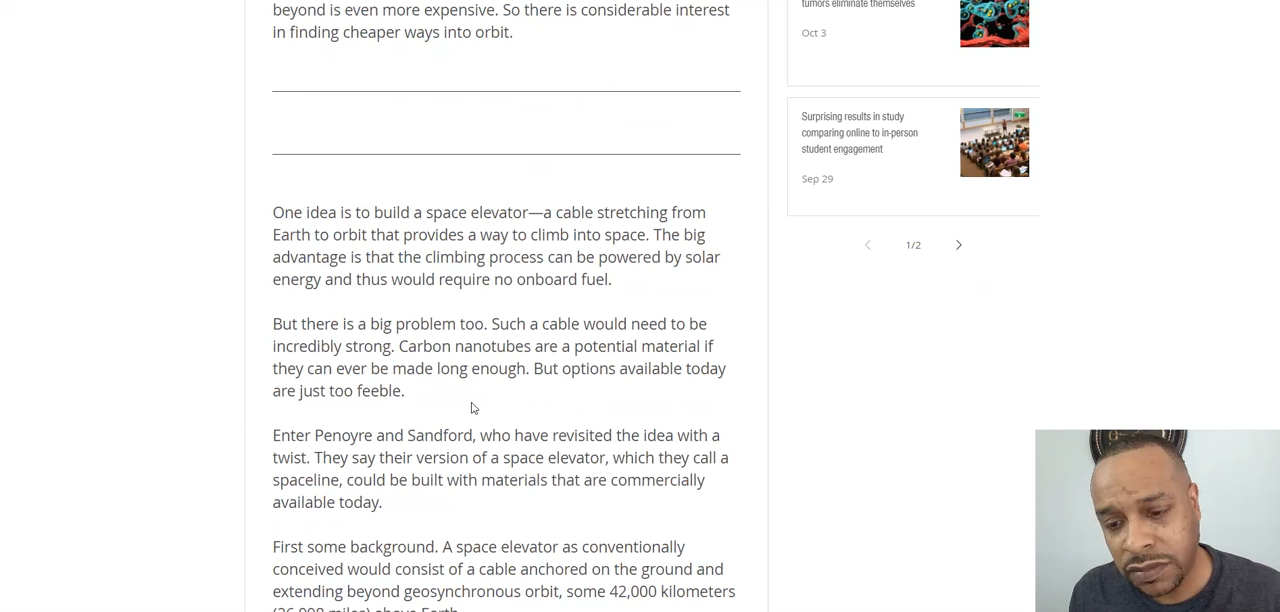 beyond is even more expensive. So there is considerable interest
in finding cheaper ways into orbit.
One idea is to build a space elevator—a cable stretching from
Earth to orbit that provides a way to climb into space. The big
advantage is that the climbing process can be powered by solar
energy and thus would require no onboard fuel.
But there is a big problem too. Such a cable would need to be
incredibly strong. Carbon nanotubes are a potential material if
they can ever be made long enough. But options available today
are just too feeble.
Enter Penoyre and Sandford, who have revisited the idea with a
twist. They say their version of a space elevator, which they call a
spaceline, could be built with materials that are commercially
available today.
First some background. A space elevator as conventionally
conceived would consist of a cable anchored on the ground and
extending beyond geosynchronous orbit, some 42,000 kilometers
(26,098 miles) above Earth.
tumors eliminate themselves
Oct 3
Surprising results in study
comparing online to in-person
student engagement
Sep 29
1/2